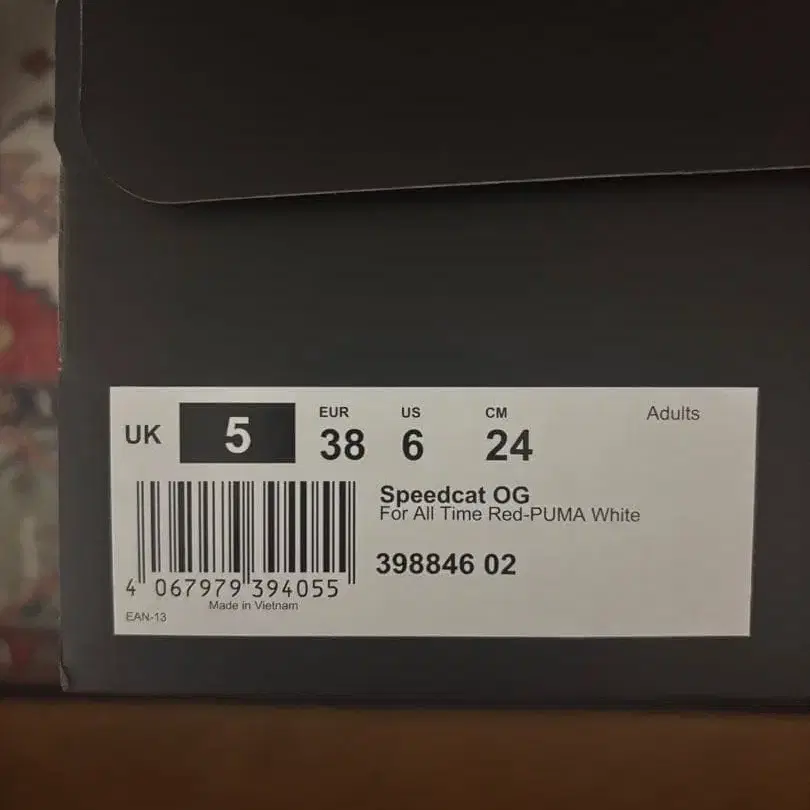 UK 5
EUR 38
US 6
CM 24
Adults
Speedcat OG
For All Time Red-PUMA White
398846 02
4 067979 394055
Made in Vietnam
EAN-13